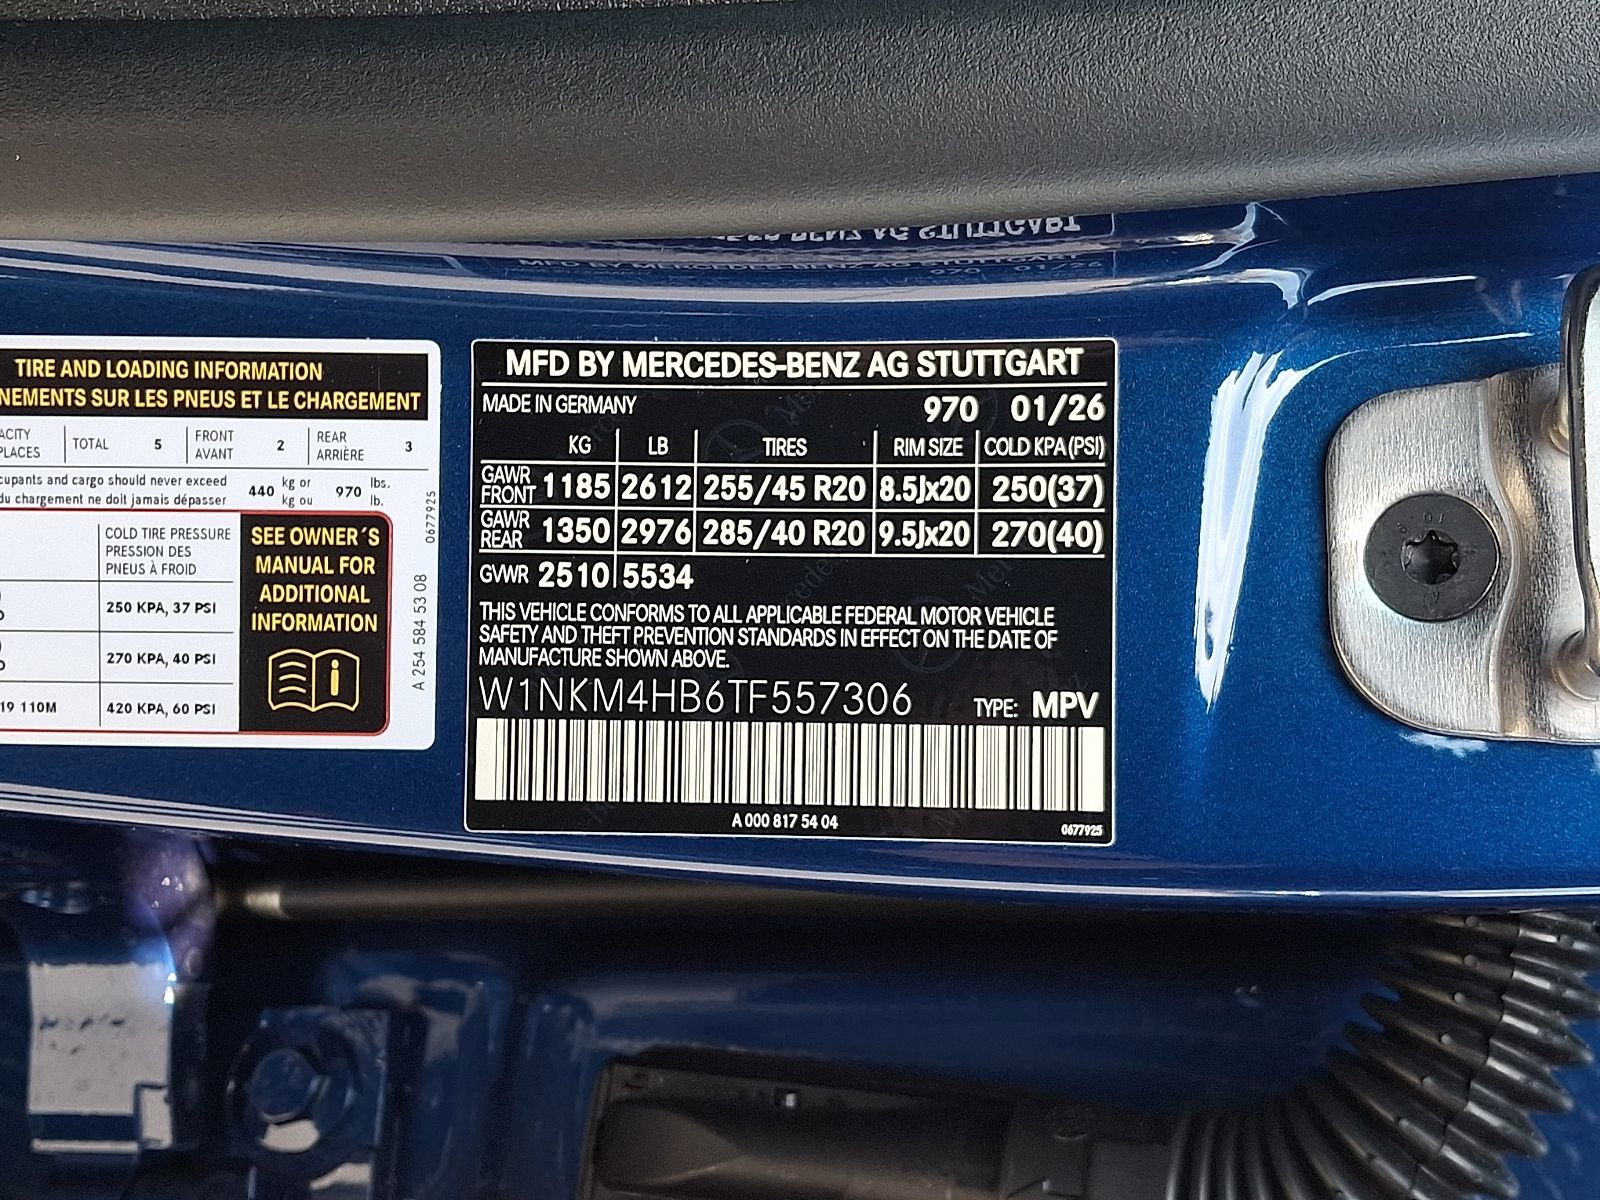 TIRE AND LOADING INFORMATION
NEMENTS SUR LES PNEUS ET LE CHARGEMENT
ACITY
PLACES
TOTAL 5
FRONT
AVANT
2
REAR
ARRIÈRE
3
cupants and cargo should never exceed
du chargement ne doit jamais dépasser
440 kg or
kg ou
970 lbs.
lb.
COLD TIRE PRESSURE
PRESSION DES
PNEUS À FROID
250 KPA, 37 PSI
270 KPA, 40 PSI
19 110M 420 KPA, 60 PSI
SEE OWNER´S
MANUAL FOR
ADDITIONAL
INFORMATION
0677925
A 254 584 53 08
MFD BY MERCEDES-BENZ AG STUTTGART
MADE IN GERMANY 970 01/26
KG LB TIRES RIM SIZE COLD KPA(PSI)
GAWR
FRONT 1185 2612 255/45 R20 8.5Jx20 250(37)
GAWR
REAR 1350 2976 285/40 R20 9.5Jx20 270(40)
GVWR 2510 5534
THIS VEHICLE CONFORMS TO ALL APPLICABLE FEDERAL MOTOR VEHICLE
SAFETY AND THEFT PREVENTION STANDARDS IN EFFECT ON THE DATE OF
MANUFACTURE SHOWN ABOVE.
W1NKM4HB6TF557306 TYPE: MPV
A 000 817 54 04
0677925